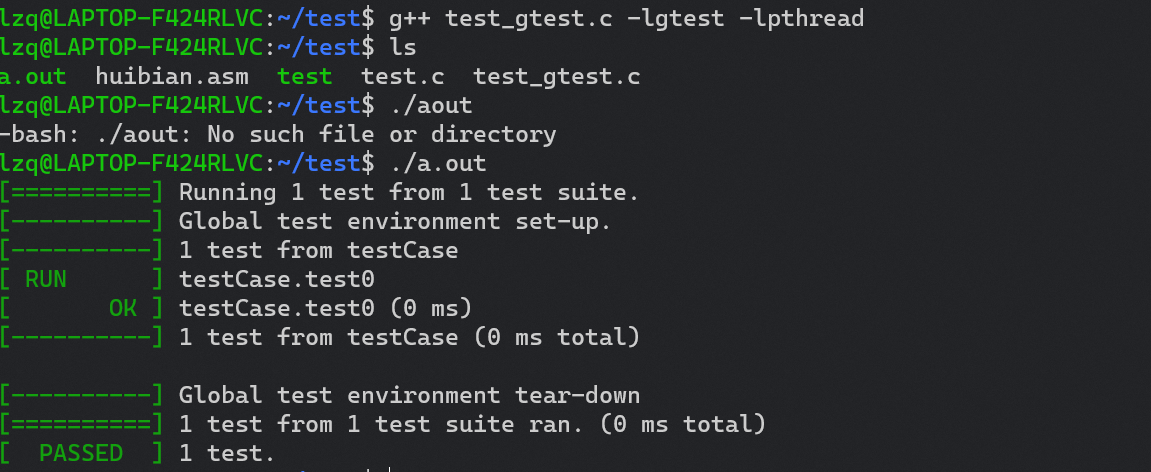 lzq@LAPTOP-F424RLVC:~/test$ g++ test_gtest.c -lgtest -lpthread
lzq@LAPTOP-F424RLVC:~/test$ ls
a.out  huibian.asm  test  test.c  test_gtest.c
lzq@LAPTOP-F424RLVC:~/test$ ./aout
-bash: ./aout: No such file or directory
lzq@LAPTOP-F424RLVC:~/test$ ./a.out
[==========] Running 1 test from 1 test suite.
[----------] Global test environment set-up.
[----------] 1 test from testCase
[ RUN      ] testCase.test0
[       OK ] testCase.test0 (0 ms)
[----------] 1 test from testCase (0 ms total)
[----------] Global test environment tear-down
[==========] 1 test from 1 test suite ran. (0 ms total)
[  PASSED  ] 1 test.